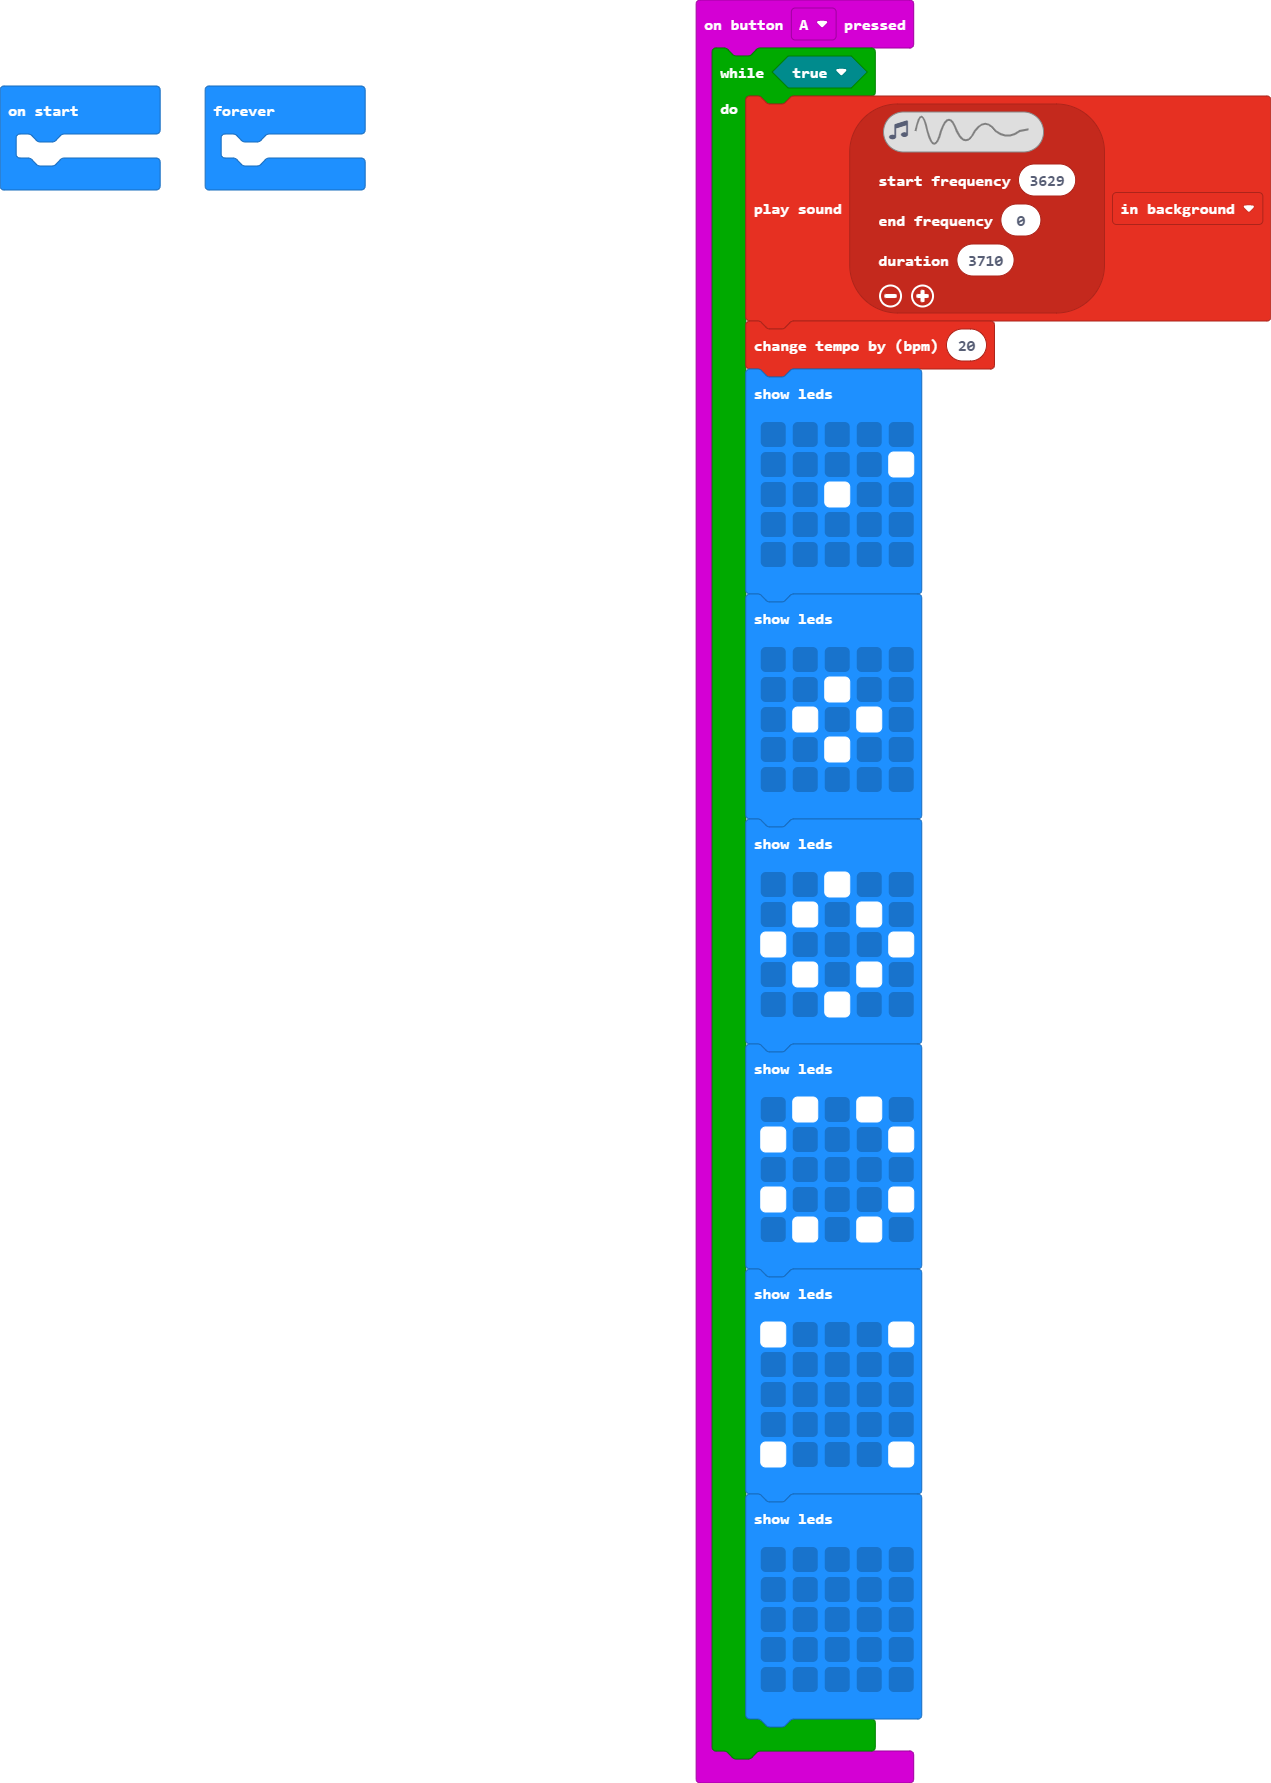 on start
forever
on button A pressed
while true
do
play sound
start frequency 3629
end frequency 0
duration 3710
in background
change tempo by (bpm) 20
show leds
show leds
show leds
show leds
show leds
show leds